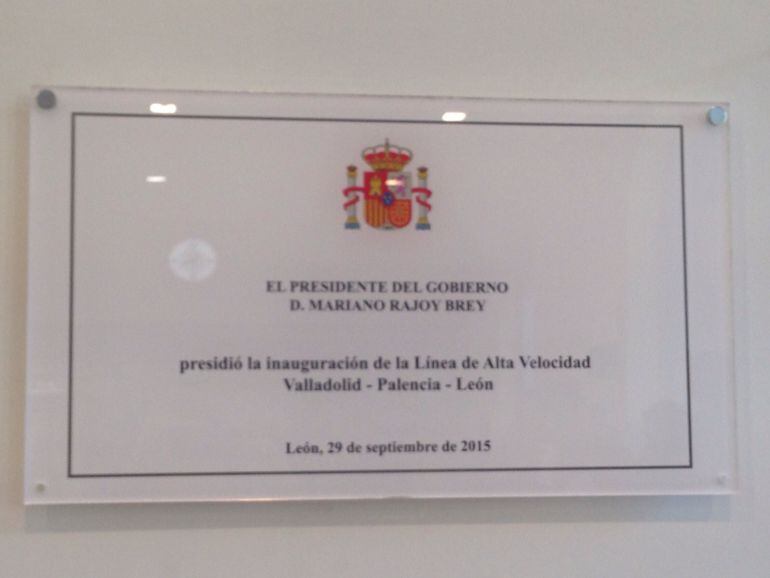 EL PRESIDENTE DEL GOBIERNO
D. MARIANO RAJOY BREY
presidió la inauguración de la Línea de Alta Velocidad
Valladolid - Palencia - León
León, 29 de septiembre de 2015